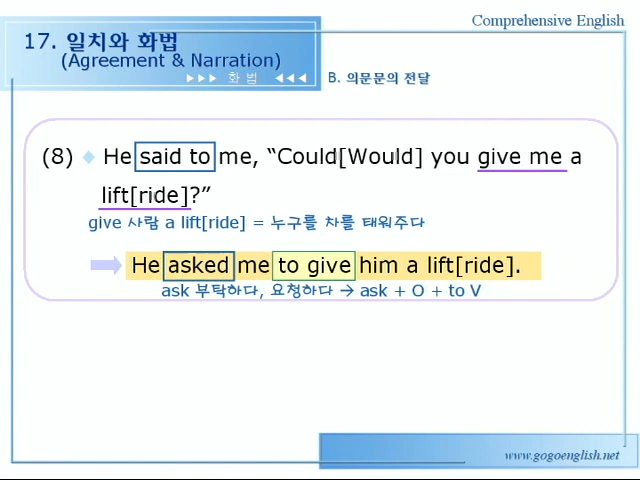 Comprehensive English
17. 일치와 화법
(Agreement & Narration)
▶▶▶ 화 법 ◀◀◀
B. 의문문의 전달
(8) ◆ He said to me, “Could[Would] you give me a
lift[ride]?”
give 사람 a lift[ride] = 누구를 차를 태워주다
He asked me to give him a lift[ride].
ask 부탁하다, 요청하다 → ask + O + to V
www.gogoenglish.net